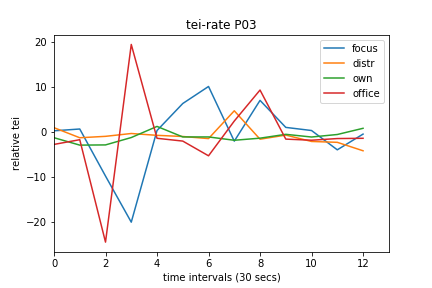 tei-rate P03
focus
distr
own
office
relative tei
20
10
0
−10
−20
0 2 4 6 8 10 12
time intervals (30 secs)